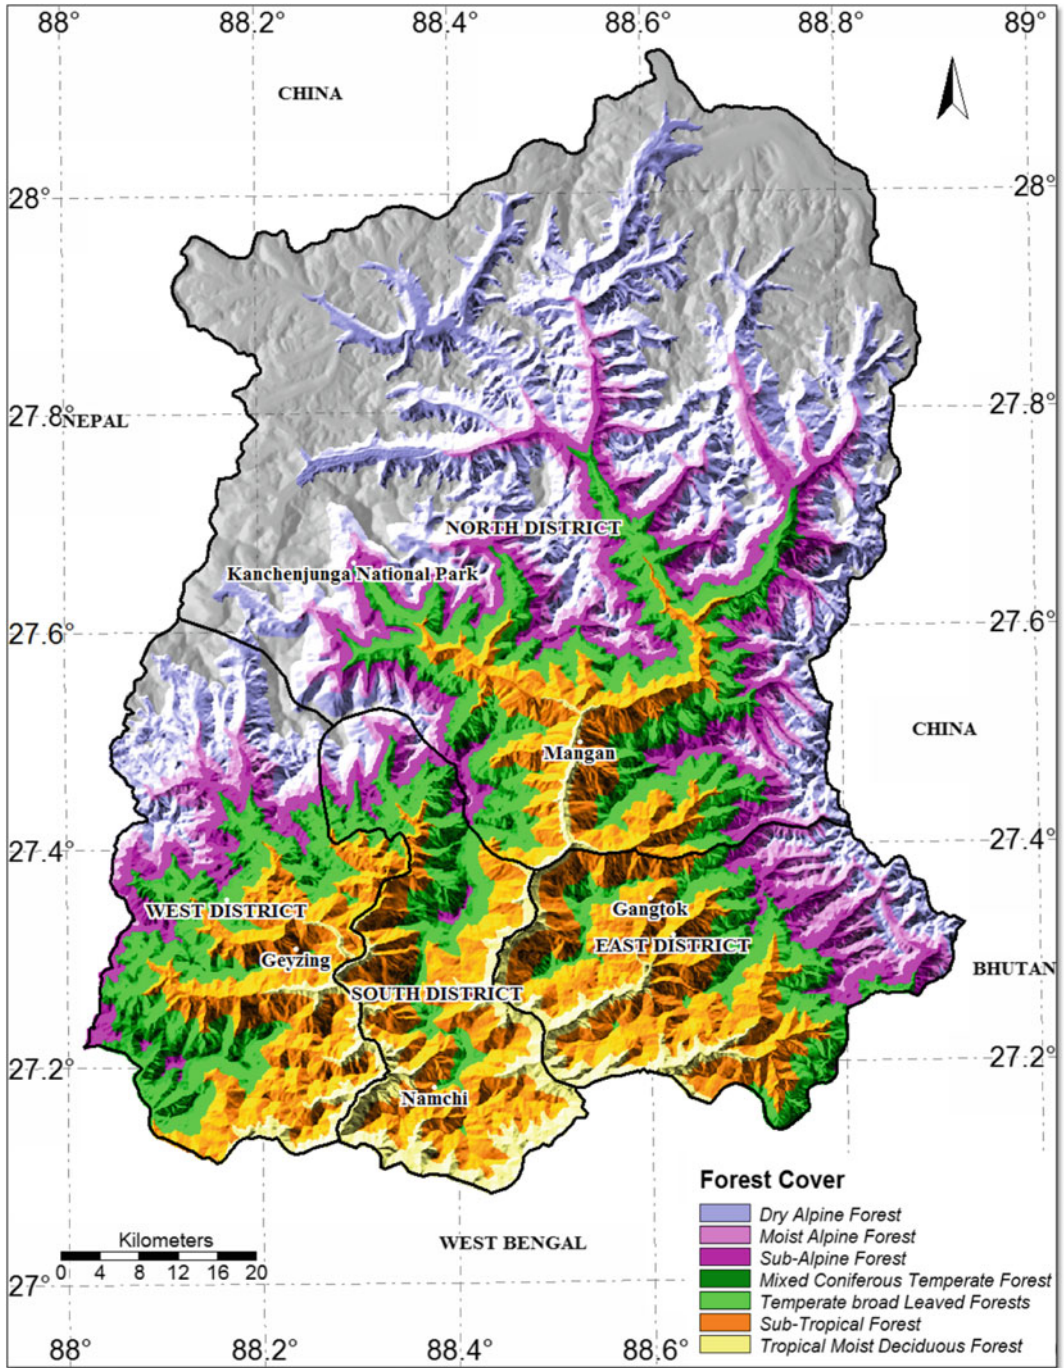 88° 88.2° 88.4° 88.6° 88.8° 89°
CHINA
28° 28°
27.8° 27.8°
NEPAL
NORTH DISTRICT
Kanchenjunga National Park
27.6° 27.6°
CHINA
Mangan
27.4° 27.4°
WEST DISTRICT
Gangtok
EAST DISTRICT
Geyzing
BHUTAN
SOUTH DISTRICT
27.2° 27.2°
Namchi
Forest Cover
Dry Alpine Forest
Moist Alpine Forest
Sub-Alpine Forest
Mixed Coniferous Temperate Forest
Temperate broad Leaved Forests
Sub-Tropical Forest
Tropical Moist Deciduous Forest
WEST BENGAL
Kilometers
0 4 8 12 16 20
27°
88° 88.2° 88.4° 88.6°